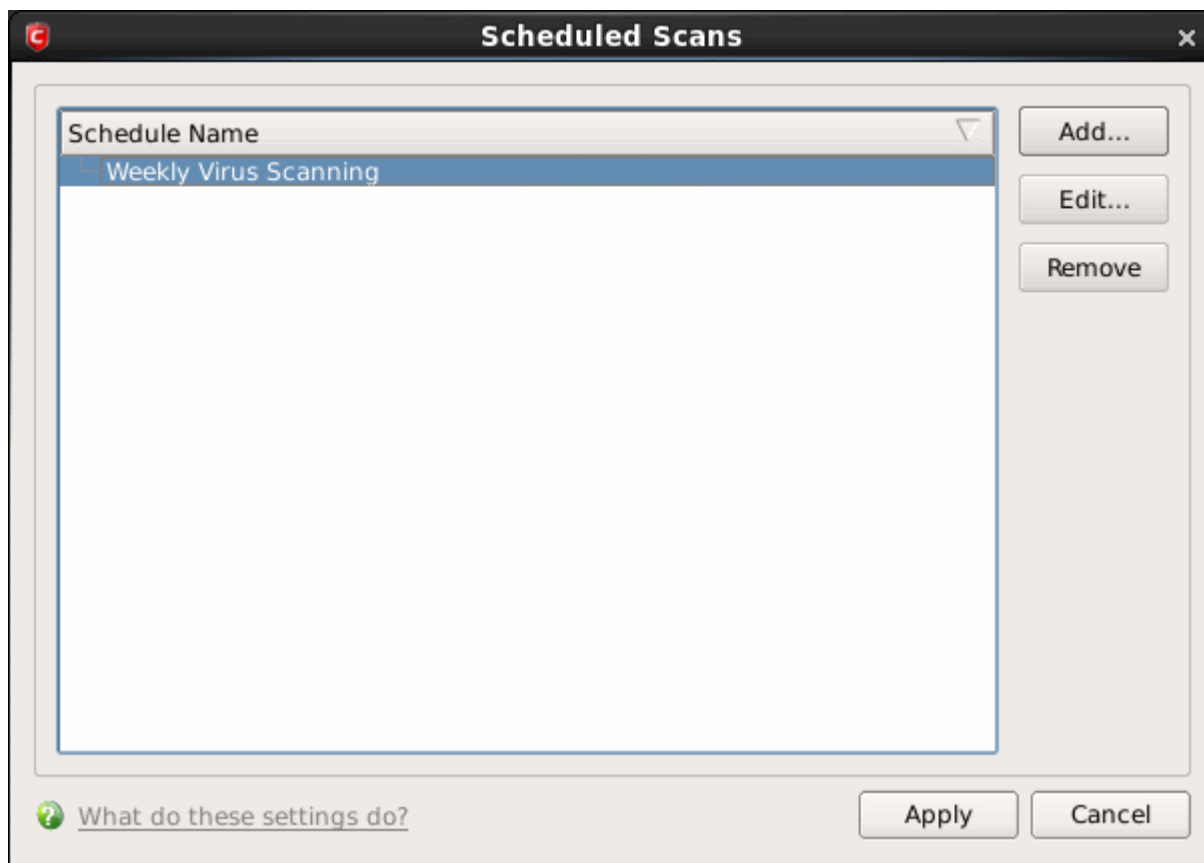 Scheduled Scans
Schedule Name
Weekly Virus Scanning
Add...
Edit...
Remove
What do these settings do?
Apply
Cancel